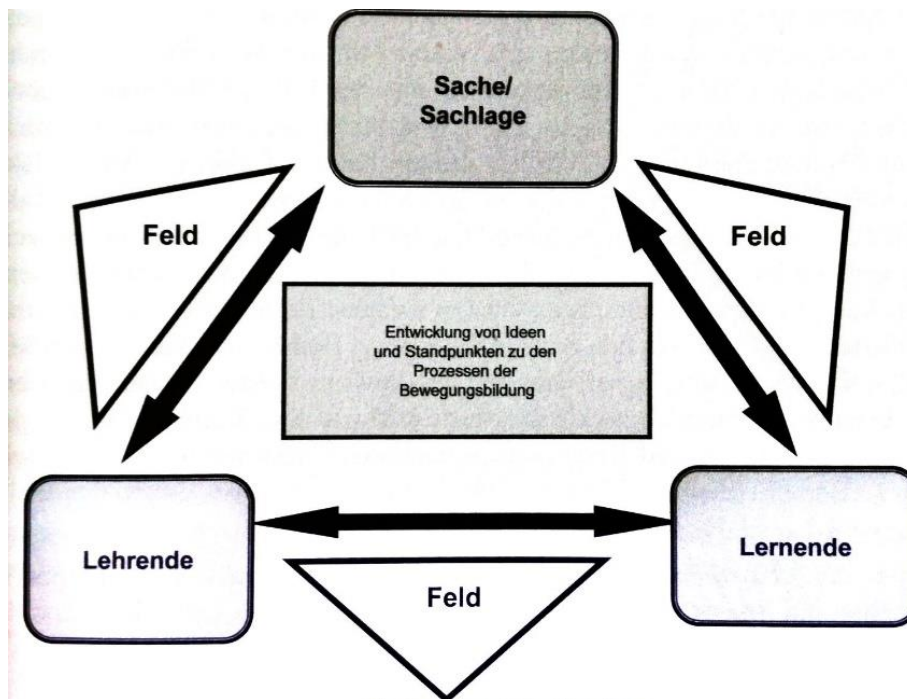 Sache/
Sachlage
Feld
Feld
Entwicklung von Ideen
und Standpunkten zu den
Prozessen der
Bewegungsbildung
Lehrende
Lernende
Feld